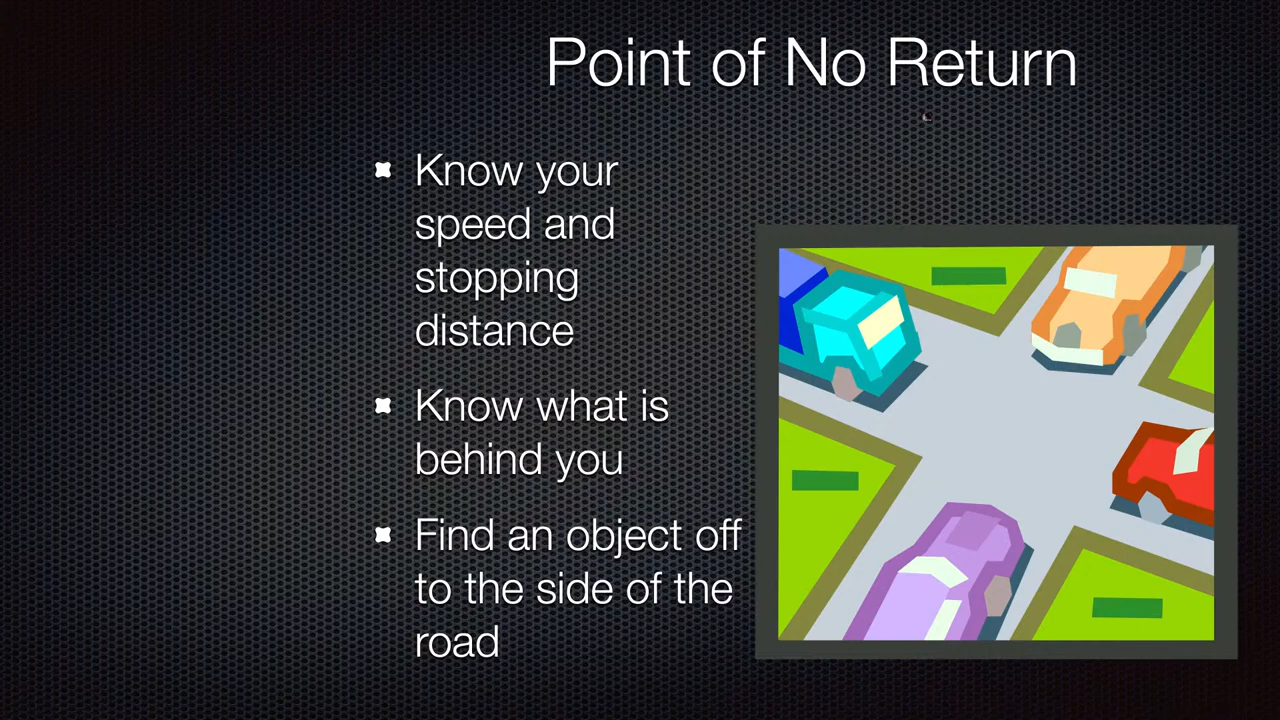 Point of No Return
Know your
speed and
stopping
distance
Know what is
behind you
Find an object off
to the side of the
road